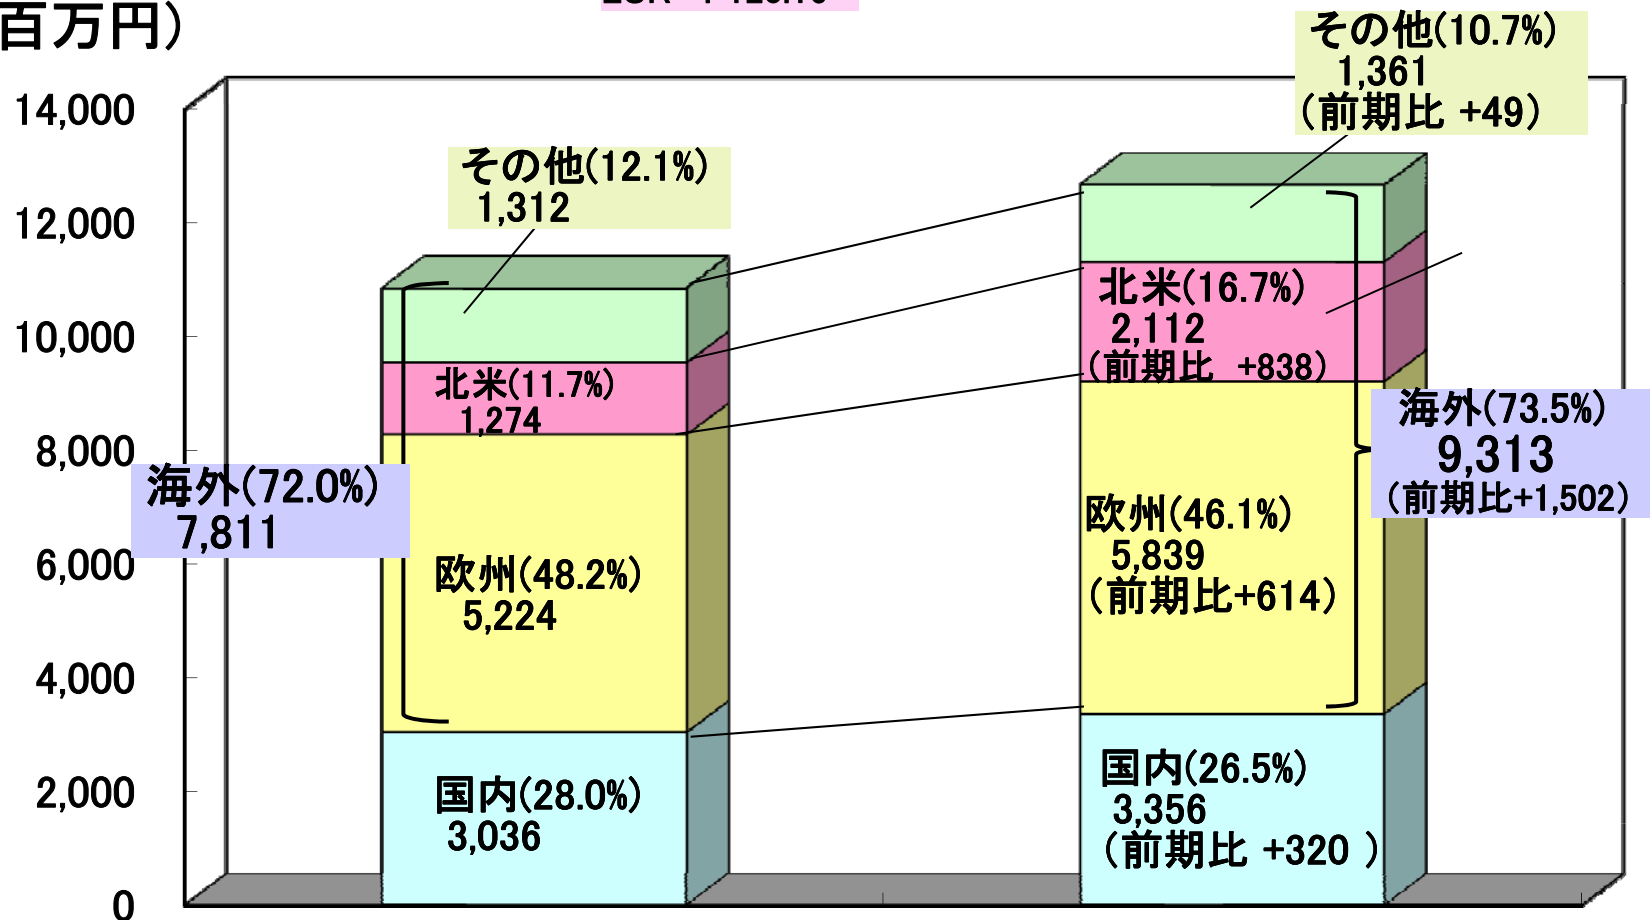 百万円）
その他(10.7%)
1,361
（前期比 +49）
14,000
その他(12.1%)
1,312
12,000
北米(16.7%)
2,112
（前期比 +838）
10,000
北米(11.7%)
1,274
海外(73.5%)
9,313
（前期比+1,502）
8,000
海外(72.0%)
7,811
欧州(46.1%)
5,839
（前期比+614）
6,000
欧州(48.2%)
5,224
4,000
国内(26.5%)
3,356
（前期比 +320 ）
2,000
国内(28.0%)
3,036
0